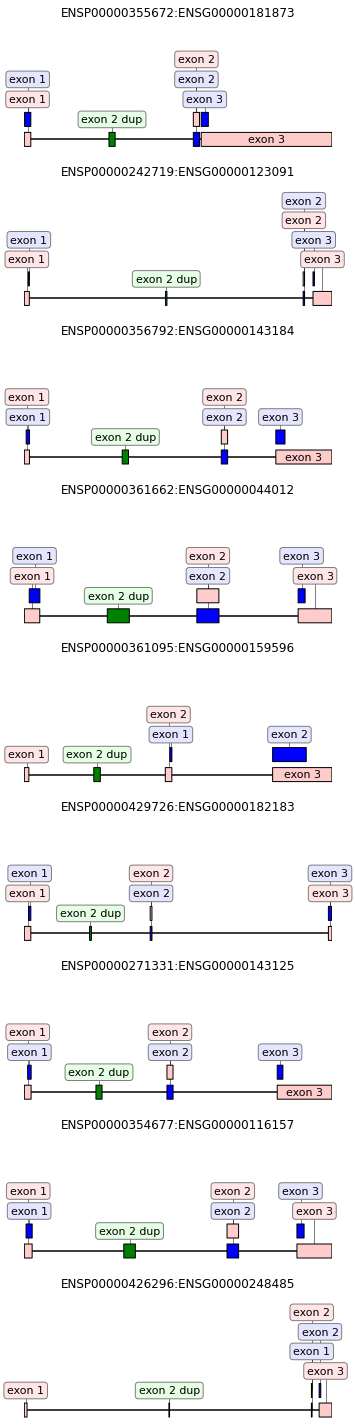 ENSP00000355672:ENSG00000181873
exon 2
exon 1
exon 2
exon 1
exon 3
exon 2 dup
exon 3
ENSP00000242719:ENSG00000123091
exon 2
exon 2
exon 1
exon 3
exon 1
exon 3
exon 2 dup
ENSP00000356792:ENSG00000143184
exon 1
exon 2
exon 1
exon 2
exon 3
exon 2 dup
exon 3
ENSP00000361662:ENSG00000044012
exon 1
exon 2
exon 3
exon 1
exon 2
exon 3
exon 2 dup
ENSP00000361095:ENSG00000159596
exon 2
exon 1
exon 2
exon 1
exon 2 dup
exon 3
ENSP00000429726:ENSG00000182183
exon 1
exon 2
exon 3
exon 1
exon 2
exon 3
exon 2 dup
ENSP00000271331:ENSG00000143125
exon 1
exon 2
exon 1
exon 2
exon 3
exon 2 dup
exon 3
ENSP00000354677:ENSG00000116157
exon 1
exon 2
exon 3
exon 1
exon 2
exon 3
exon 2 dup
ENSP00000426296:ENSG00000248485
exon 2
exon 2
exon 1
exon 3
exon 1
exon 2 dup